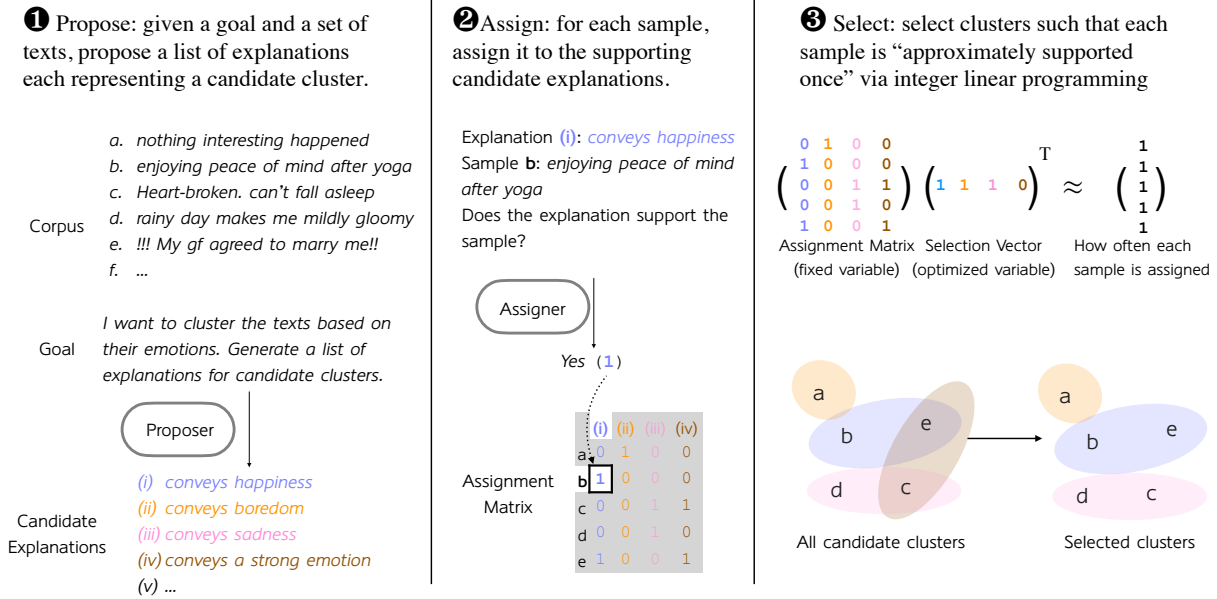 ❶ Propose: given a goal and a set of
texts, propose a list of explanations
each representing a candidate cluster.
Corpus
a. nothing interesting happened
b. enjoying peace of mind after yoga
c. Heart-broken. can't fall asleep
d. rainy day makes me mildly gloomy
e. !!! My gf agreed to marry me!!
f. ...
Goal
I want to cluster the texts based on
their emotions. Generate a list of
explanations for candidate clusters.
Proposer
Candidate
Explanations
(i) conveys happiness
(ii) conveys boredom
(iii) conveys sadness
(iv) conveys a strong emotion
(v) ...
❷Assign: for each sample,
assign it to the supporting
candidate explanations.
Explanation (i): conveys happiness
Sample b: enjoying peace of mind
after yoga
Does the explanation support the
sample?
Assigner
Yes (1)
Assignment
Matrix
(i) (ii) (iii) (iv)
a 0 1 0 0
b 1 0 0 0
c 0 0 1 1
d 0 0 1 0
e 1 0 0 1
❸ Select: select clusters such that each
sample is “approximately supported
once” via integer linear programming
0 1 0 0
1 0 0 0
0 0 1 1
0 0 1 0
1 0 0 1
(1 1 1 0) T
≈
1
1
1
1
1
Assignment Matrix
(fixed variable)
Selection Vector
(optimized variable)
How often each
sample is assigned
a
b
e
d
c
All candidate clusters
a
b
e
d
c
Selected clusters